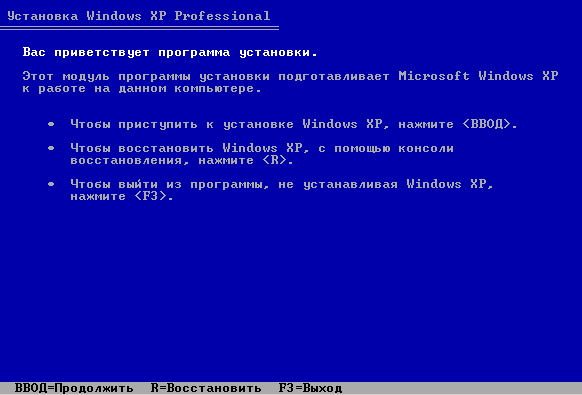 Установка Windows XP Professional
Вас приветствует программа установки.
Этот модуль программы установки подготавливает Microsoft Windows XP
к работе на данном компьютере.
• Чтобы приступить к установке Windows XP, нажмите <ВВОД>.
• Чтобы восстановить Windows XP, с помощью консоли
восстановления, нажмите <R>.
• Чтобы выйти из программы, не устанавливая Windows XP,
нажмите <F3>.
ВВОД=Продолжить R=Восстановить F3=Выход